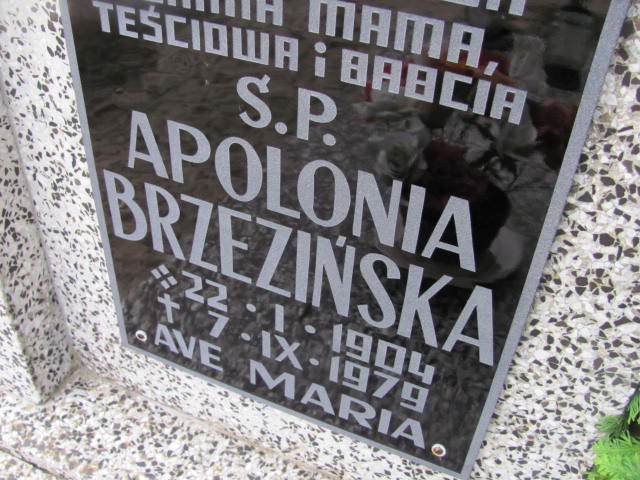 MAMA,
TEŚCIOWA i BABCIA
Ś.P.
APOLONIA
BRZEZIŃSKA
22 . I . 1904
† 7 . IX . 1979
AVE MARIA